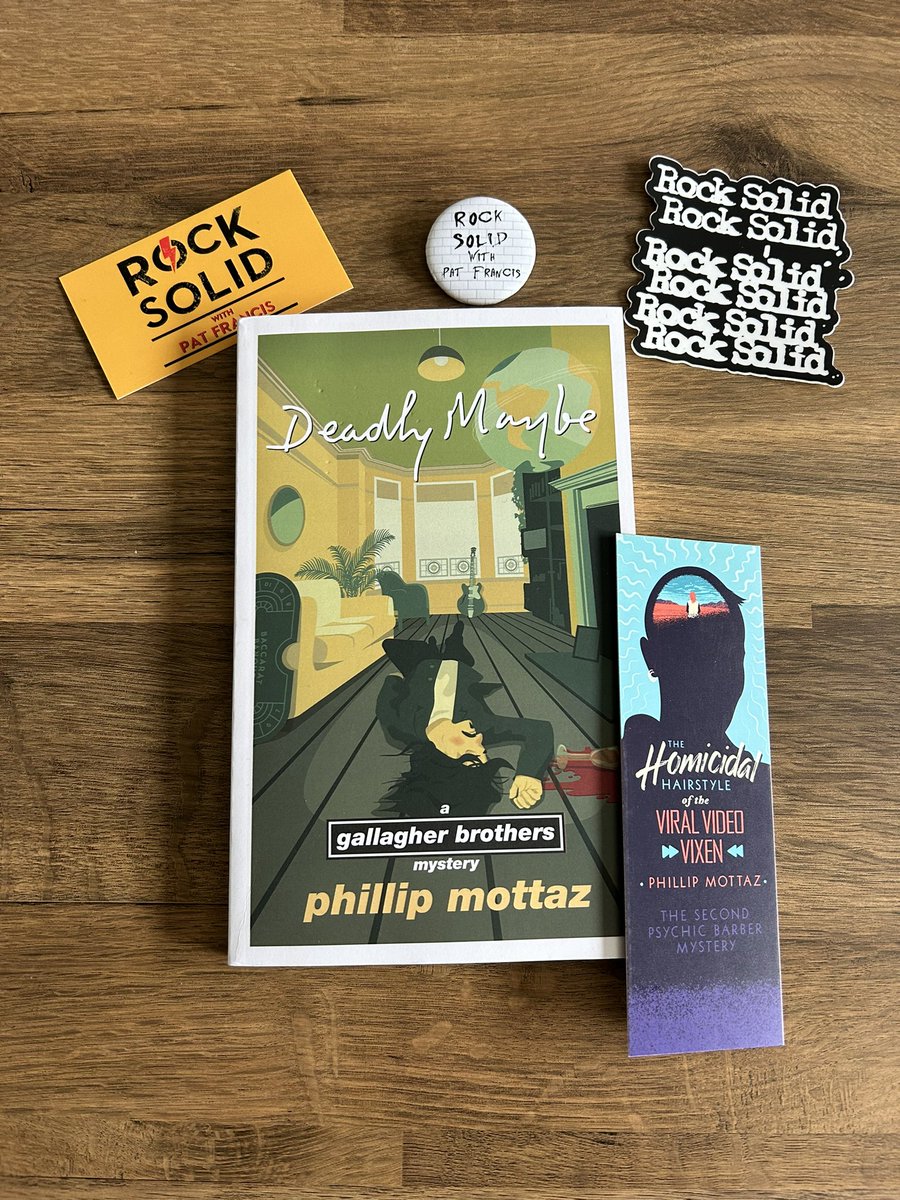 ROCK
SOLID
WITH
PAT FRANCIS
ROCK
SOLID
WITH
PAT FRANCIS
Rock Solid
Rock Solid.
Rock Solid
Rock Solid
Rock Solid
Rock Solid.
Deadly Maybe
BACCARAT
a
gallagher brothers
mystery
phillip mottaz
THE
Homicidal
HAIRSTYLE
of the
VIRAL VIDEO
VIXEN
• PHILLIP MOTTAZ •
THE SECOND
PSYCHIC BARBER
MYSTERY